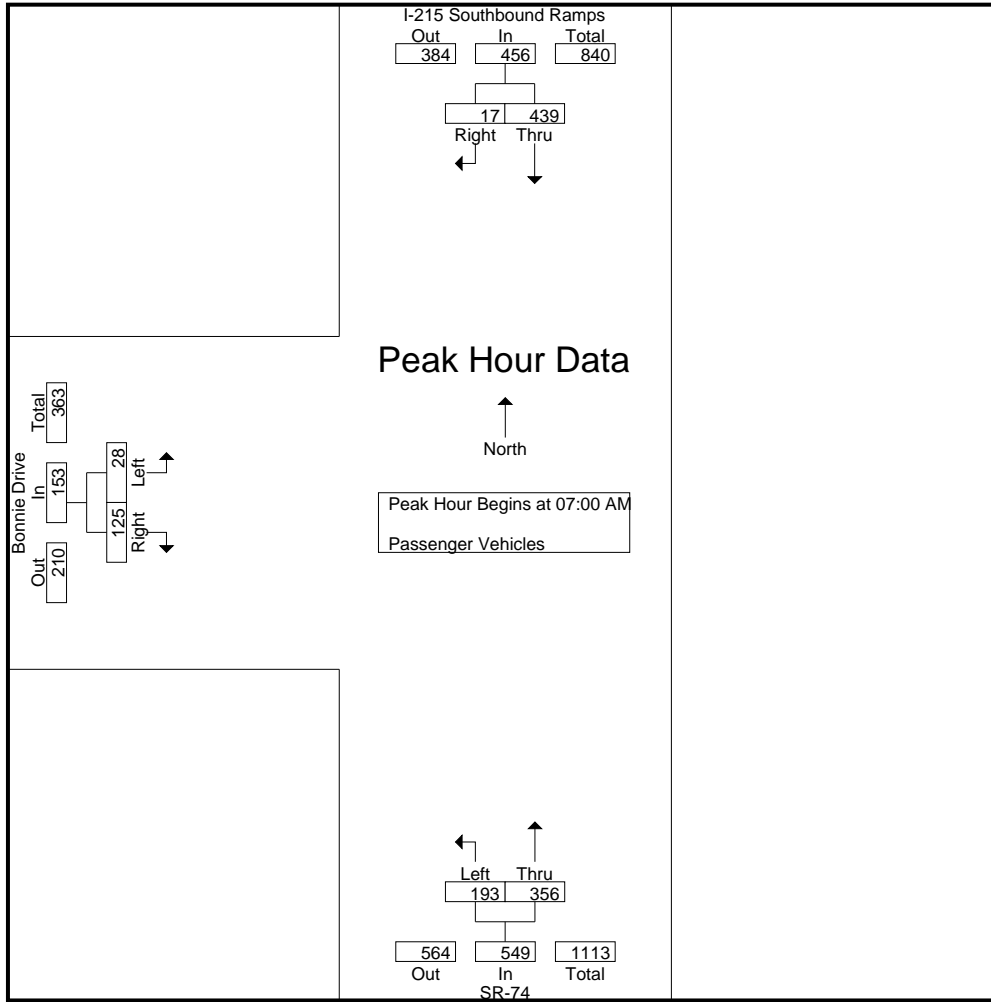 I-215 Southbound Ramps
Out In Total
384 456 840
17 439
Right Thru
Peak Hour Data
North
Peak Hour Begins at 07:00 AM
Passenger Vehicles
Bonnie Drive
Out In Total
210 153 363
125 28
Right Left
Left Thru
193 356
564 549 1113
Out In Total
SR-74